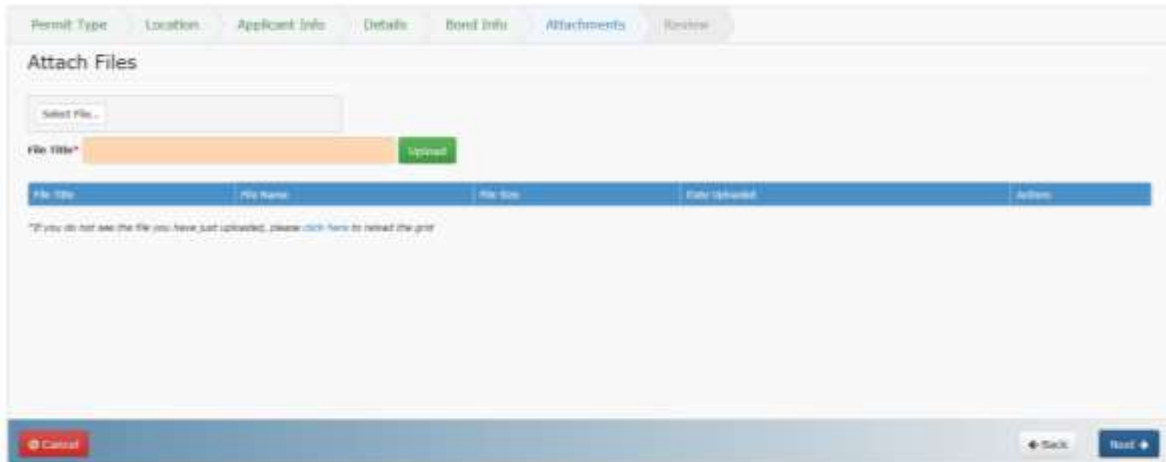 Permit Type Location Applicant Info Details Bond Info Attachments Review
Attach Files
Select File...
File Title* Upload
File Title File Name File Size Date Uploaded Actions
*If you do not see the file you have just uploaded, please click here to reload the grid
Cancel Back Next